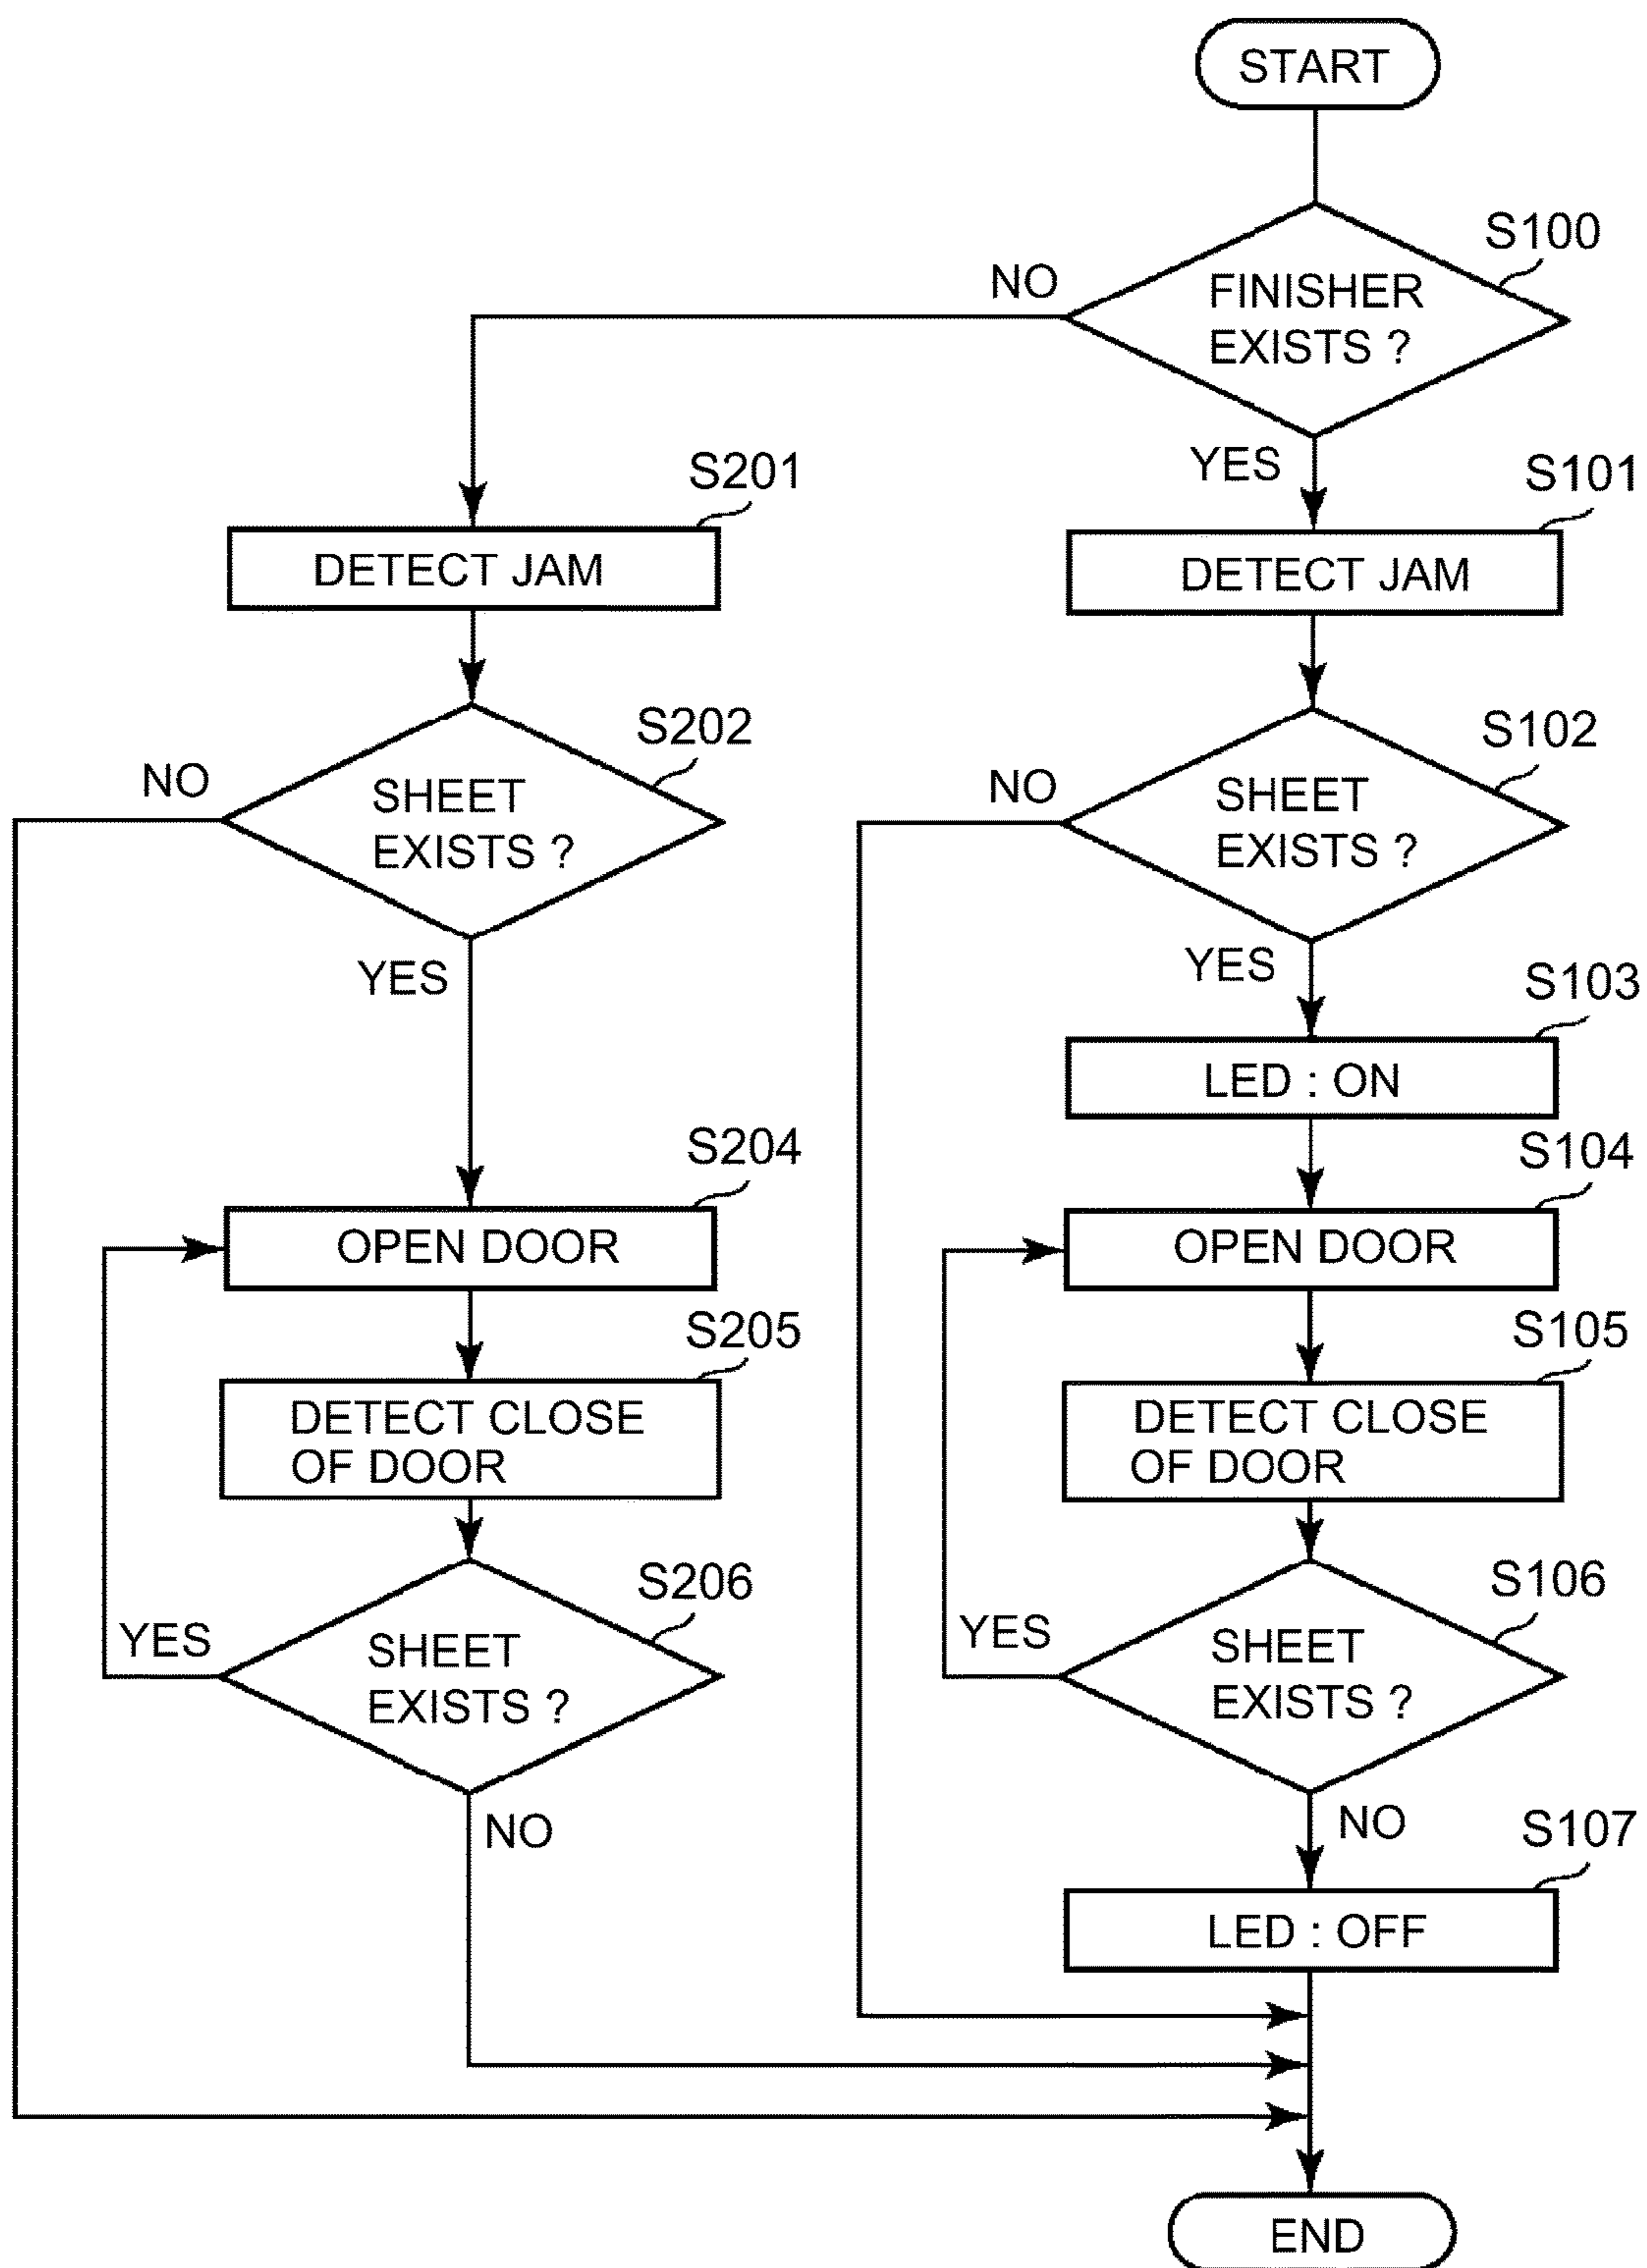 START
S100
FINISHER
EXISTS ?
NO
YES
S201
DETECT JAM
S202
SHEET
EXISTS ?
NO
YES
S204
OPEN DOOR
S205
DETECT CLOSE
OF DOOR
S206
SHEET
EXISTS ?
YES
NO
S101
DETECT JAM
S102
SHEET
EXISTS ?
NO
YES
S103
LED : ON
S104
OPEN DOOR
S105
DETECT CLOSE
OF DOOR
S106
SHEET
EXISTS ?
YES
NO
S107
LED : OFF
END